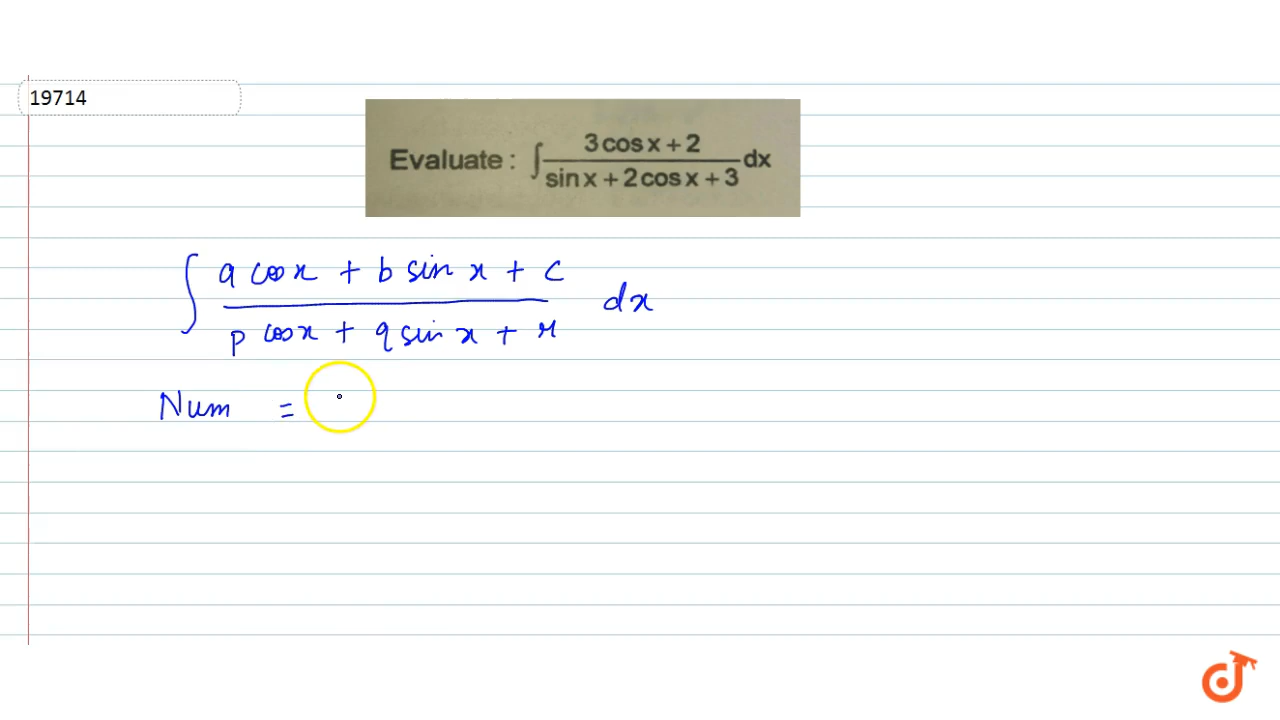 19714
Evaluate : ∫ (3 cos x + 2)/(sin x + 2 cos x + 3) dx
∫ (a cos x + b sin x + c)/(p cos x + q sin x + r) dx
Num =